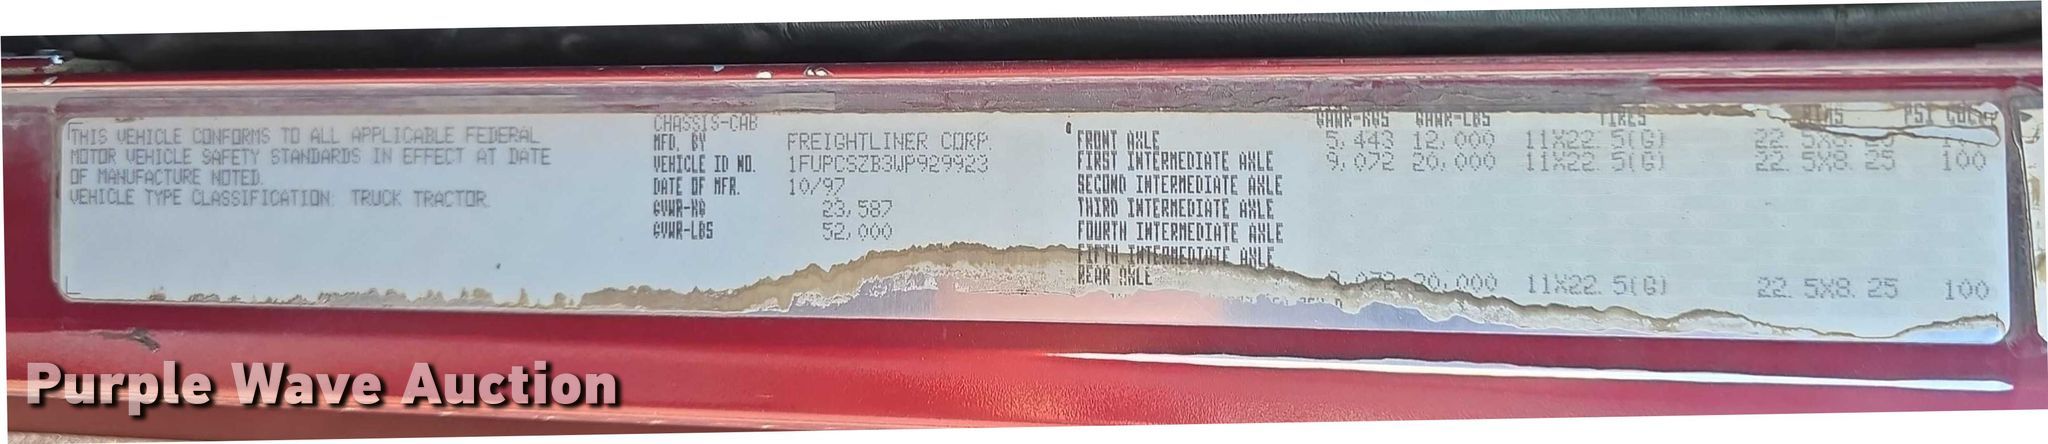 THIS VEHICLE CONFORMS TO ALL APPLICABLE FEDERAL
MOTOR VEHICLE SAFETY STANDARDS IN EFFECT AT DATE
OF MANUFACTURE NOTED.
VEHICLE TYPE CLASSIFICATION: TRUCK TRACTOR
CHASSIS-CAB
MFD. BY FREIGHTLINER CORP.
VEHICLE ID NO. 1FUPCSZB3WP929923
DATE OF MFR. 10/97
GVWR-KG 23,587
GVWR-LBS 52,000
GAWR-KGS GAWR-LBS TIRES RIMS PSI COLD
FRONT AXLE 5,443 12,000 11X22.5(G) 22.5X8.25
FIRST INTERMEDIATE AXLE 9,072 20,000 11X22.5(G) 22.5X8.25 100
SECOND INTERMEDIATE AXLE
THIRD INTERMEDIATE AXLE
FOURTH INTERMEDIATE AXLE
FIFTH INTERMEDIATE AXLE
REAR AXLE 9,072 20,000 11X22.5(G) 22.5X8.25 100
Purple Wave Auction